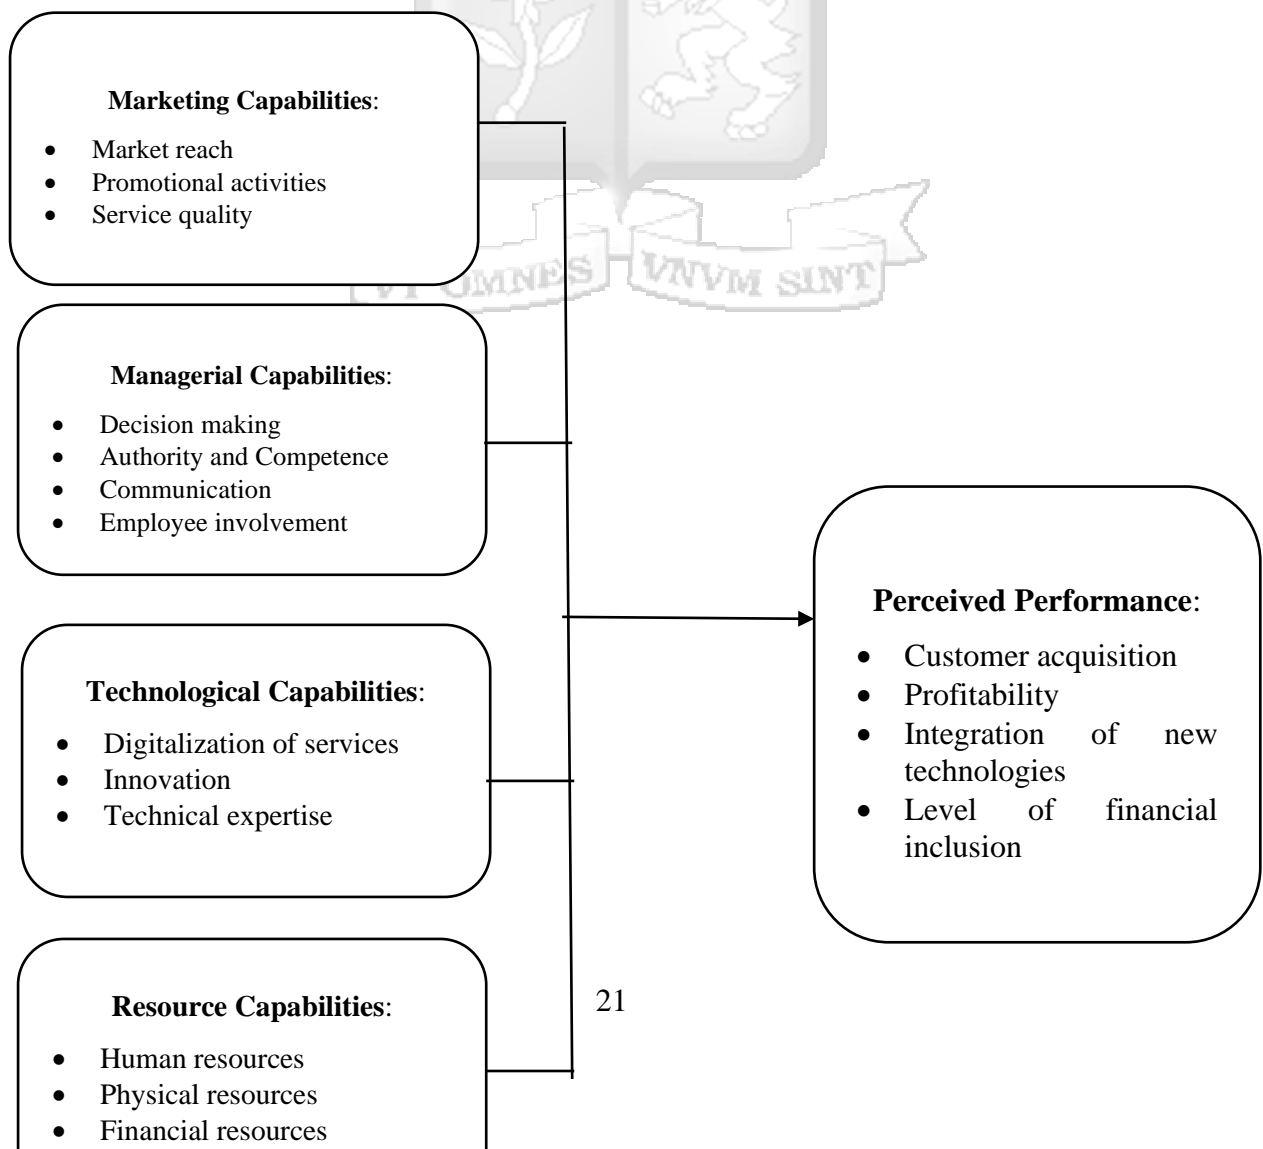 Marketing Capabilities:
• Market reach
• Promotional activities
• Service quality
OMNES VNVM SINT
Managerial Capabilities:
• Decision making
• Authority and Competence
• Communication
• Employee involvement
Perceived Performance:
• Customer acquisition
• Profitability
• Integration of new
technologies
• Level of financial
inclusion
Technological Capabilities:
• Digitalization of services
• Innovation
• Technical expertise
21
Resource Capabilities:
• Human resources
• Physical resources
• Financial resources